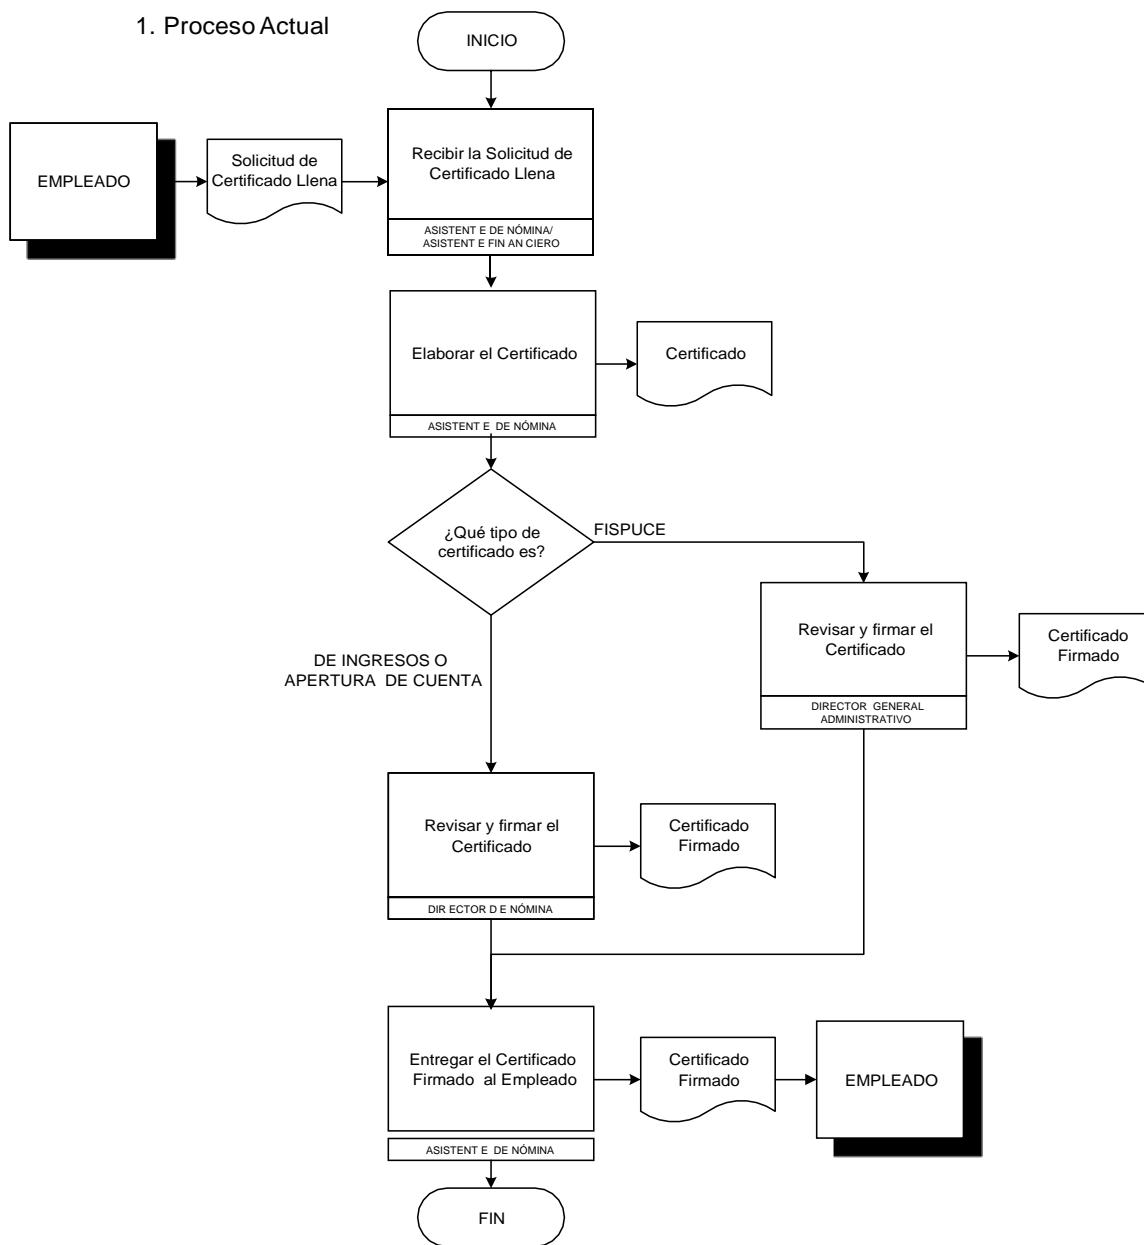 1. Proceso Actual
INICIO
EMPLEADO
Solicitud de
Certificado Llena
Recibir la Solicitud de
Certificado Llena
ASISTENT E DE NÓMINA/
ASISTENT E FIN AN CIERO
Elaborar el Certificado
ASISTENT E DE NÓMINA
Certificado
¿Qué tipo de
certificado es?
FISPUCE
Revisar y firmar el
Certificado
DIRECTOR GENERAL
ADMINISTRATIVO
Certificado
Firmado
DE INGRESOS O
APERTURA DE CUENTA
Revisar y firmar el
Certificado
DIR ECTOR D E NÓMINA
Certificado
Firmado
Entregar el Certificado
Firmado al Empleado
ASISTENT E DE NÓMINA
Certificado
Firmado
EMPLEADO
FIN